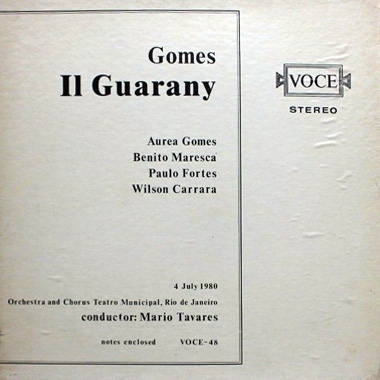 Gomes
Il Guarany
VOCE
STEREO
Aurea Gomes
Benito Maresca
Paulo Fortes
Wilson Carrara
4 July 1980
Orchestra and Chorus Teatro Municipal, Rio de Janeiro
conductor: Mario Tavares
notes enclosed VOCE-48